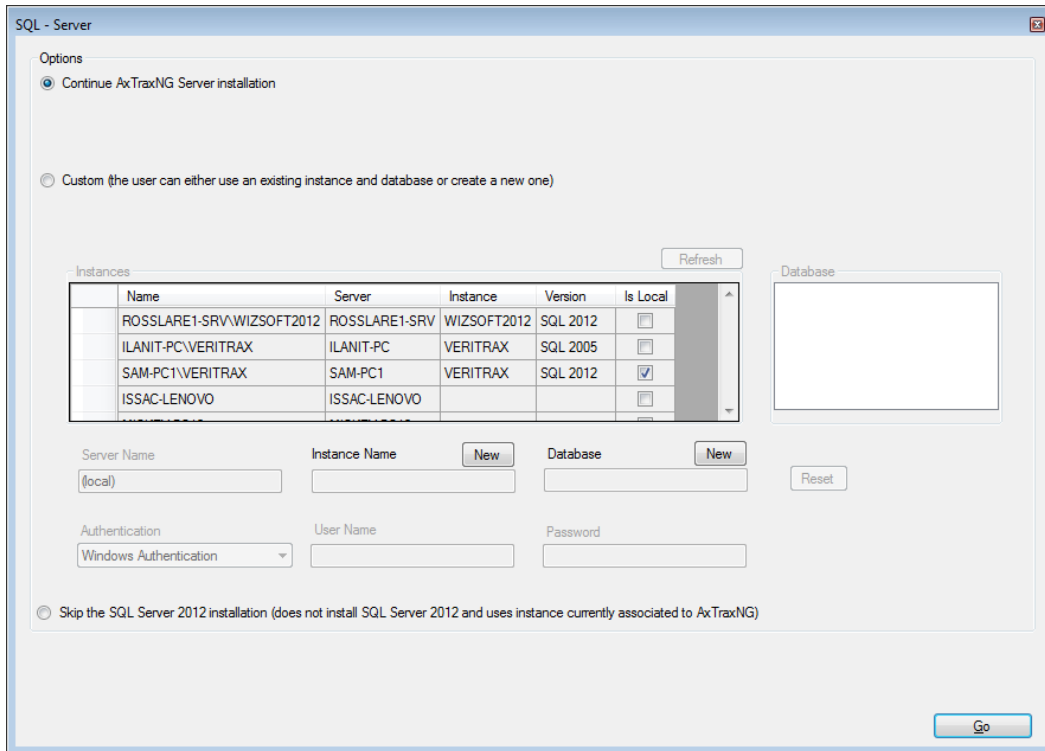 SQL - Server
Options
Continue AxTraxNG Server installation
Custom (the user can either use an existing instance and database or create a new one)
Refresh
Instances
Database
Name Server Instance Version Is Local
ROSSLARE1-SRV\WIZSOFT2012 ROSSLARE1-SRV WIZSOFT2012 SQL 2012
ILANIT-PC\VERITRAX ILANIT-PC VERITRAX SQL 2005
SAM-PC1\VERITRAX SAM-PC1 VERITRAX SQL 2012
ISSAC-LENOVO ISSAC-LENOVO
Server Name Instance Name New Database New
(local) Reset
Authentication User Name Password
Windows Authentication
Skip the SQL Server 2012 installation (does not install SQL Server 2012 and uses instance currently associated to AxTraxNG)
Go